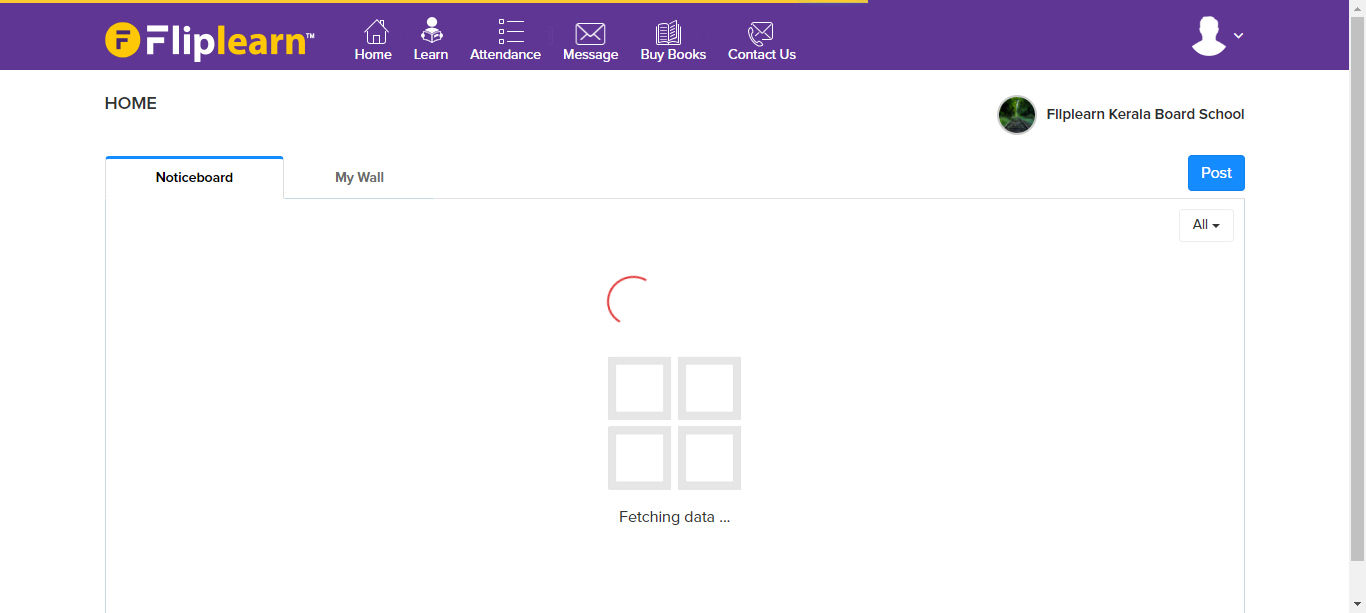 Fliplearn™
Home Learn Attendance Message Buy Books Contact Us
HOME
Fliplearn Kerala Board School
Noticeboard My Wall
Post
All
Fetching data ...